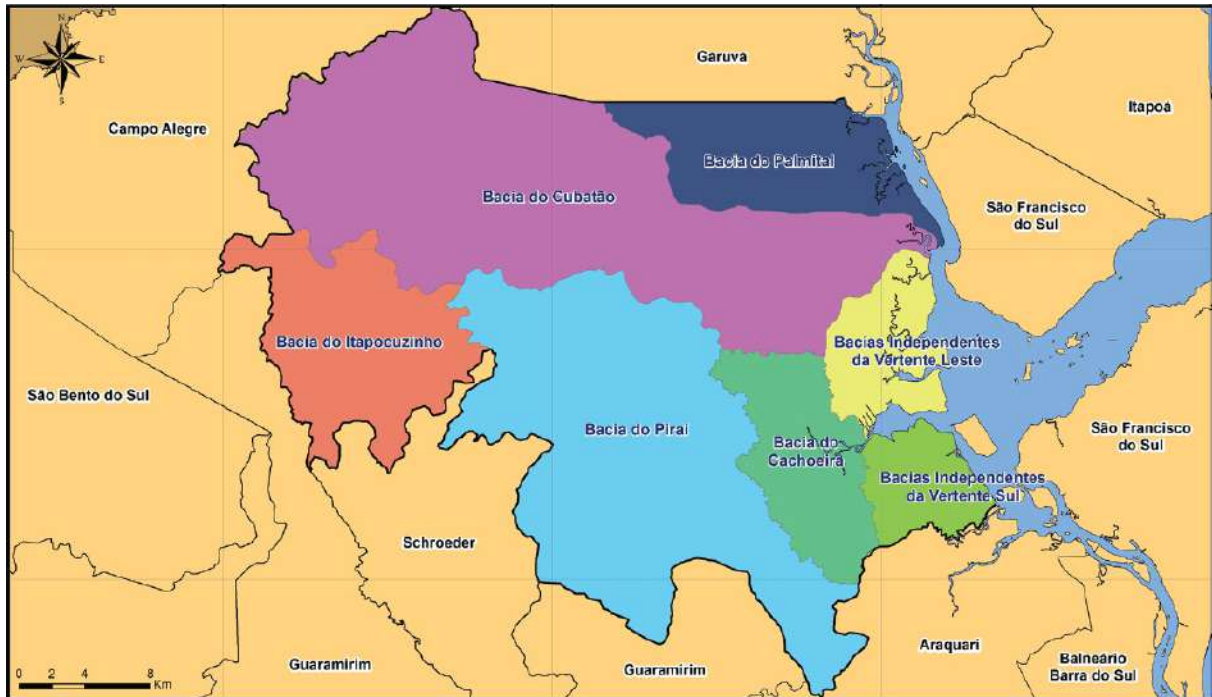 N
W
E
S
Garuva
Itapoá
Campo Alegre
Bacia do Palmital
Bacia do Cubatão
São Francisco
do Sul
Bacia do Itapocuzinho
Bacias Independentes
da Vertente Leste
São Bento do Sul
Bacia do Piraí
Bacia do
Cachoeira
São Francisco
do Sul
Bacias Independentes
da Vertente Sul
Schroeder
Araquari
Guaramirim
Guaramirim
Balneário
Barra do Sul
0 2 4 8
Km